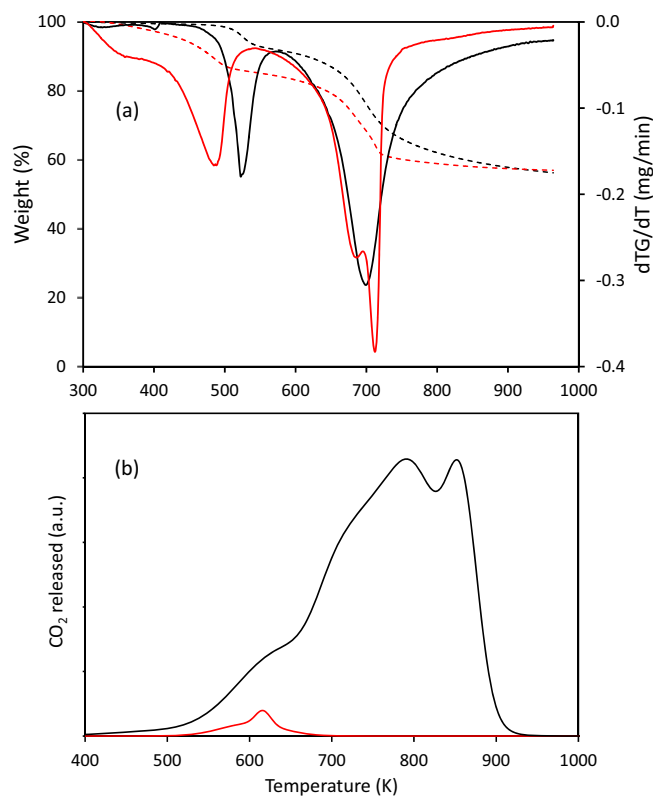 100
80
60
40
20
0
Weight (%)
(a)
0.0
-0.1
-0.2
-0.3
-0.4
dTG/dT (mg/min)
300 400 500 600 700 800 900 1000
(b)
CO2 released (a.u.)
400 500 600 700 800 900 1000
Temperature (K)